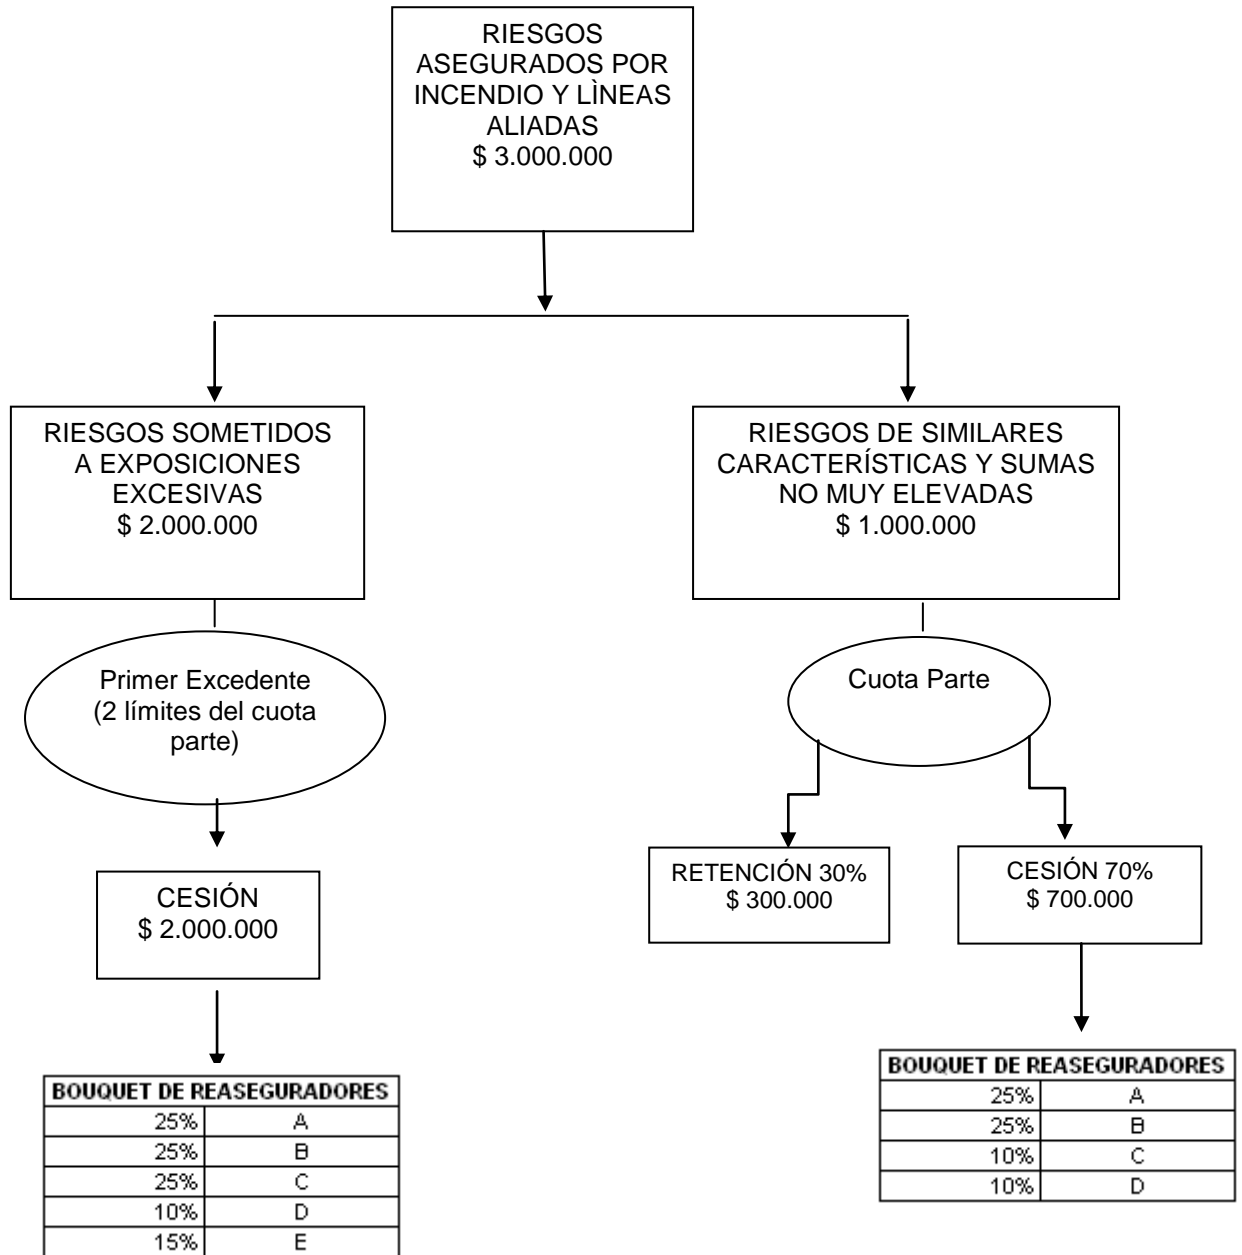 RIESGOS
ASEGURADOS POR
INCENDIO Y LÌNEAS
ALIADAS
$ 3.000.000
RIESGOS SOMETIDOS
A EXPOSICIONES
EXCESIVAS
$ 2.000.000
RIESGOS DE SIMILARES
CARACTERÍSTICAS Y SUMAS
NO MUY ELEVADAS
$ 1.000.000
Primer Excedente
(2 límites del cuota
parte)
Cuota Parte
CESIÓN
$ 2.000.000
RETENCIÓN 30%
$ 300.000
CESIÓN 70%
$ 700.000
BOUQUET DE REASEGURADORES
25% A
25% B
25% C
10% D
15% E
BOUQUET DE REASEGURADORES
25% A
25% B
10% C
10% D